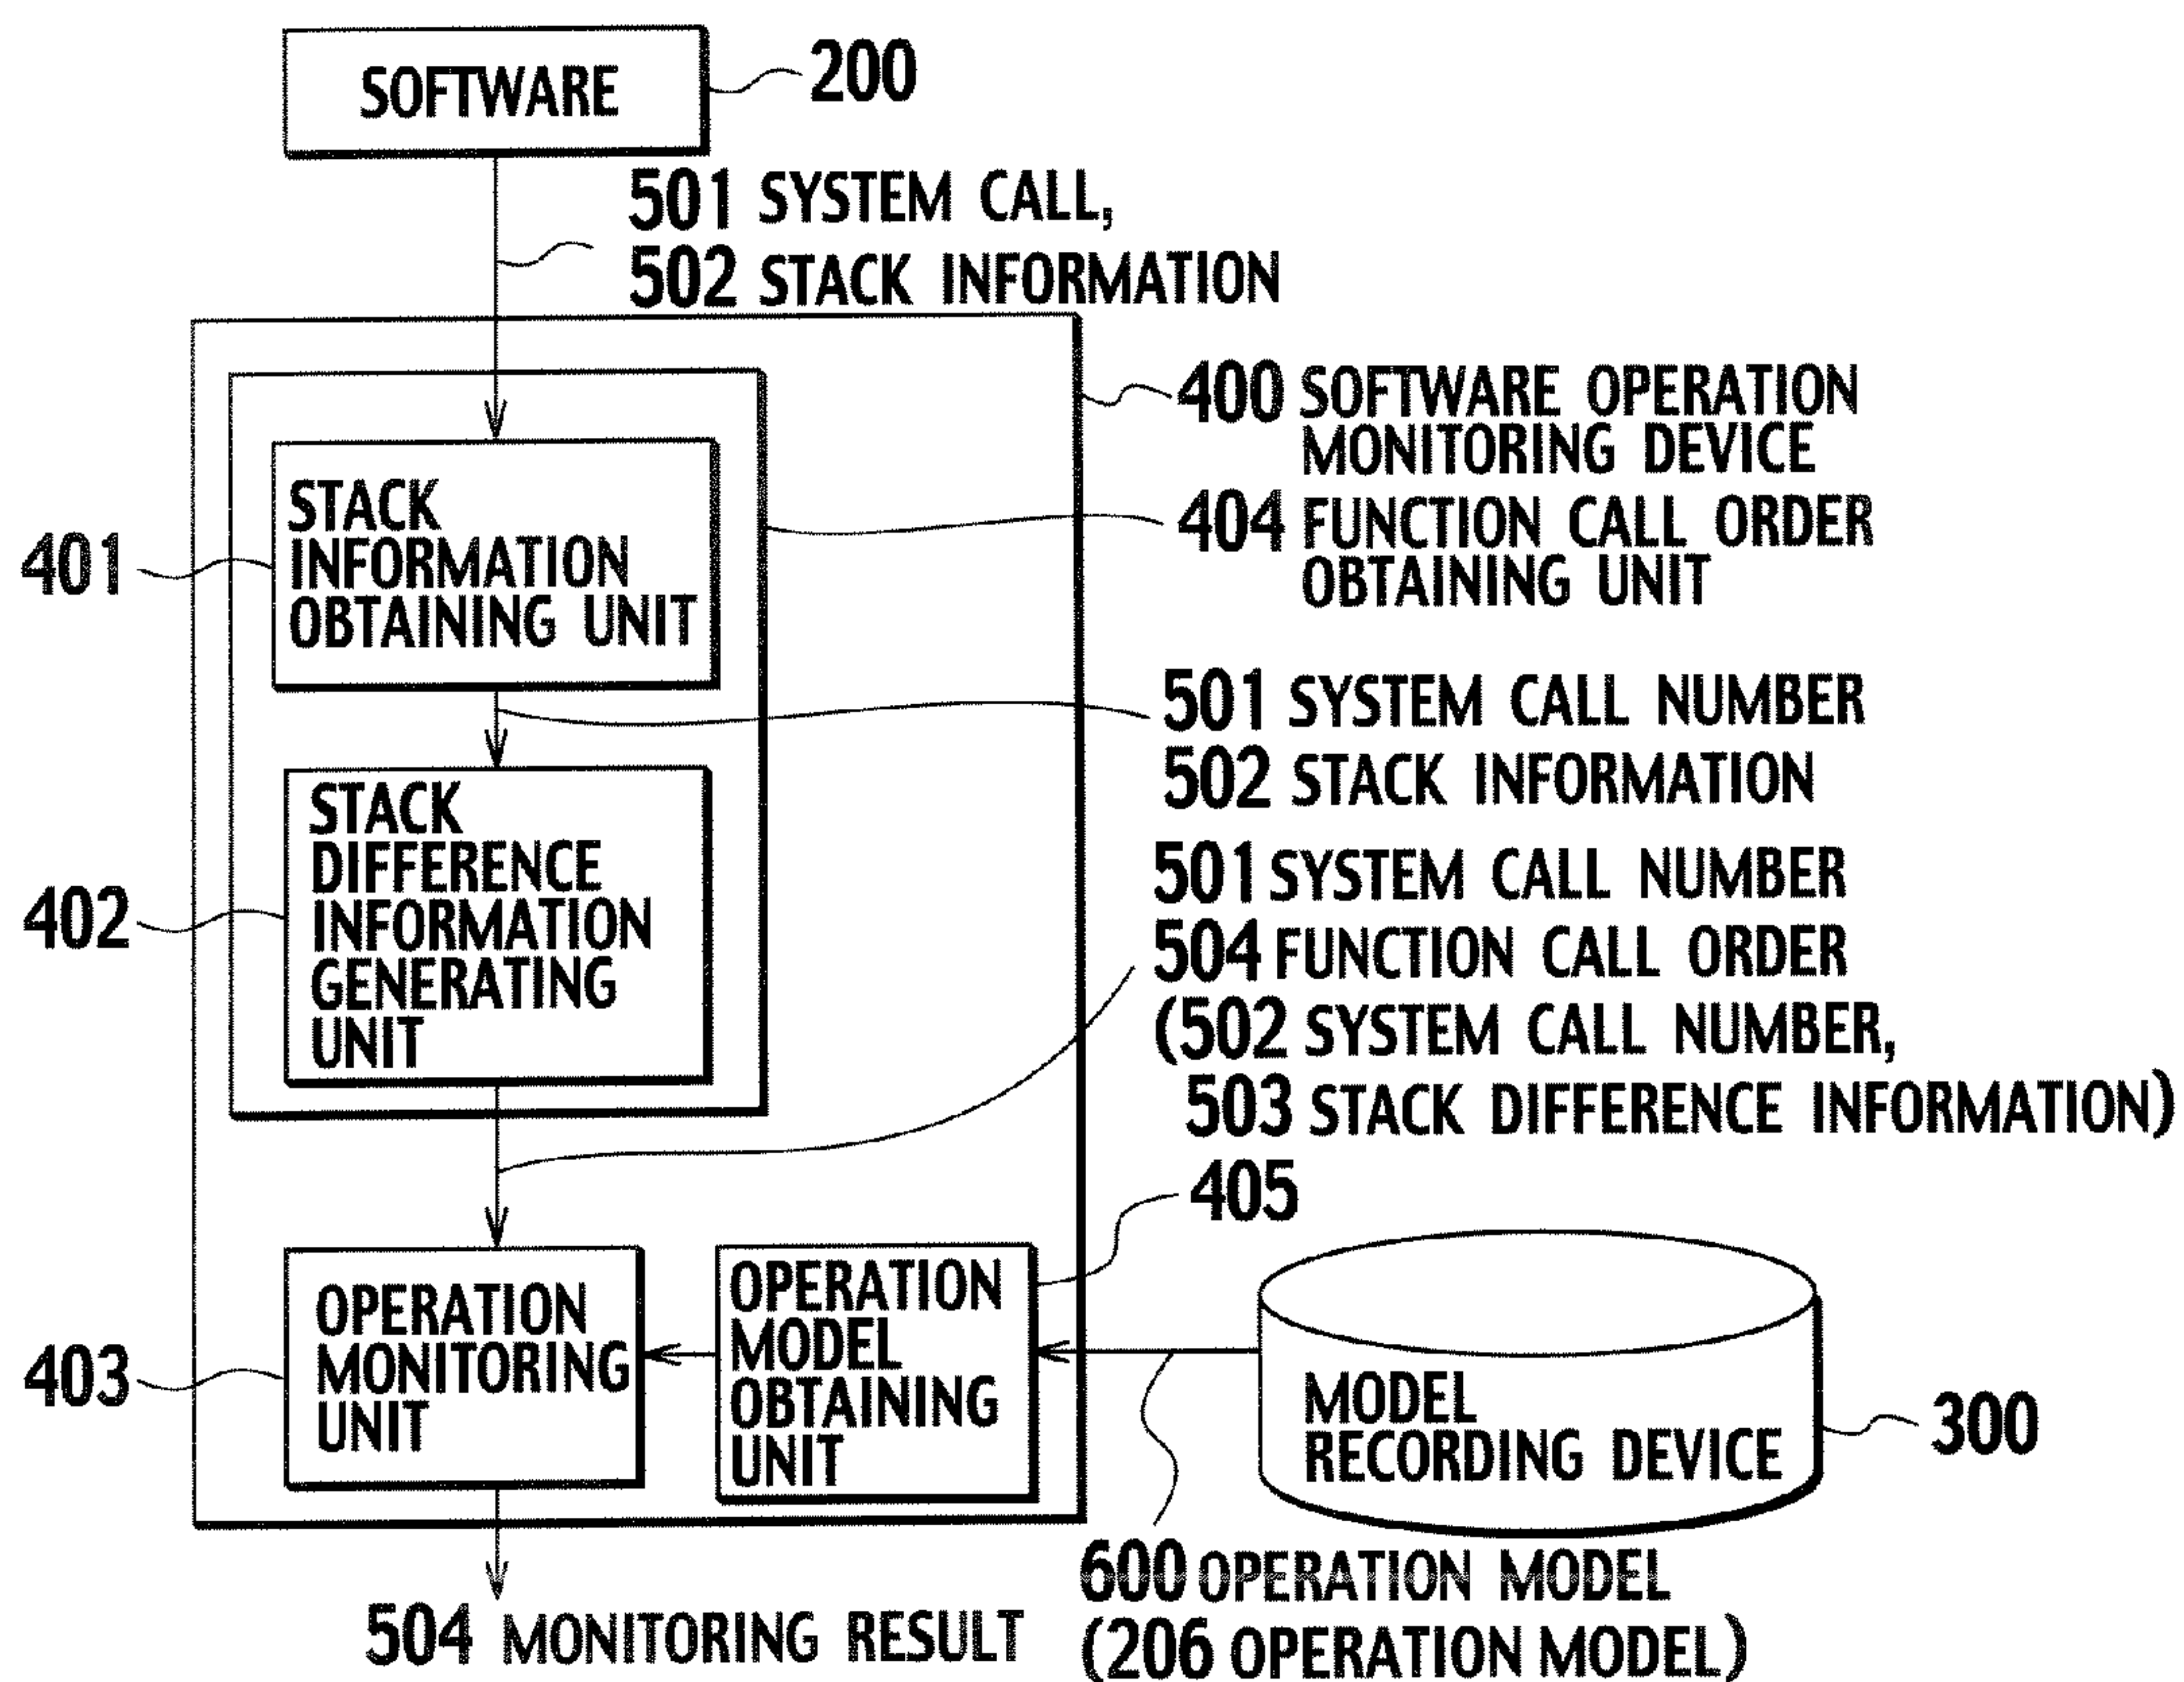 SOFTWARE
200
501 SYSTEM CALL,
502 STACK INFORMATION
400 SOFTWARE OPERATION
MONITORING DEVICE
404 FUNCTION CALL ORDER
OBTAINING UNIT
401
STACK
INFORMATION
OBTAINING UNIT
501 SYSTEM CALL NUMBER
502 STACK INFORMATION
402
STACK
DIFFERENCE
INFORMATION
GENERATING
UNIT
501 SYSTEM CALL NUMBER
504 FUNCTION CALL ORDER
(502 SYSTEM CALL NUMBER,
503 STACK DIFFERENCE INFORMATION)
405
403
OPERATION
MONITORING
UNIT
OPERATION
MODEL
OBTAINING
UNIT
MODEL
RECORDING DEVICE
300
600 OPERATION MODEL
(206 OPERATION MODEL)
504 MONITORING RESULT